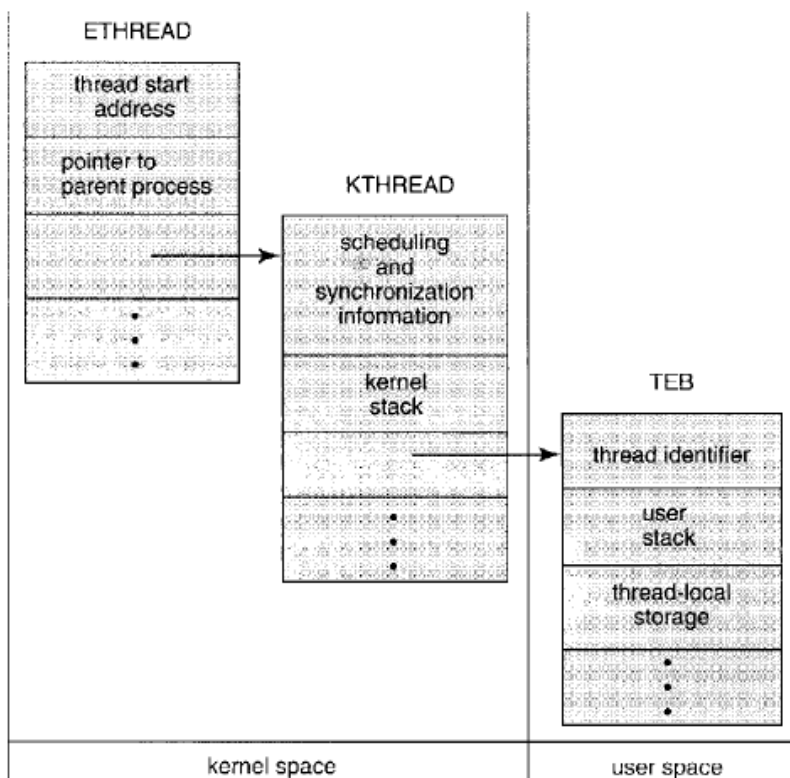 ETHREAD
thread start
address
pointer to
parent process
KTHREAD
scheduling
and
synchronization
information
kernel
stack
TEB
thread identifier
user
stack
thread-local
storage
kernel space
user space